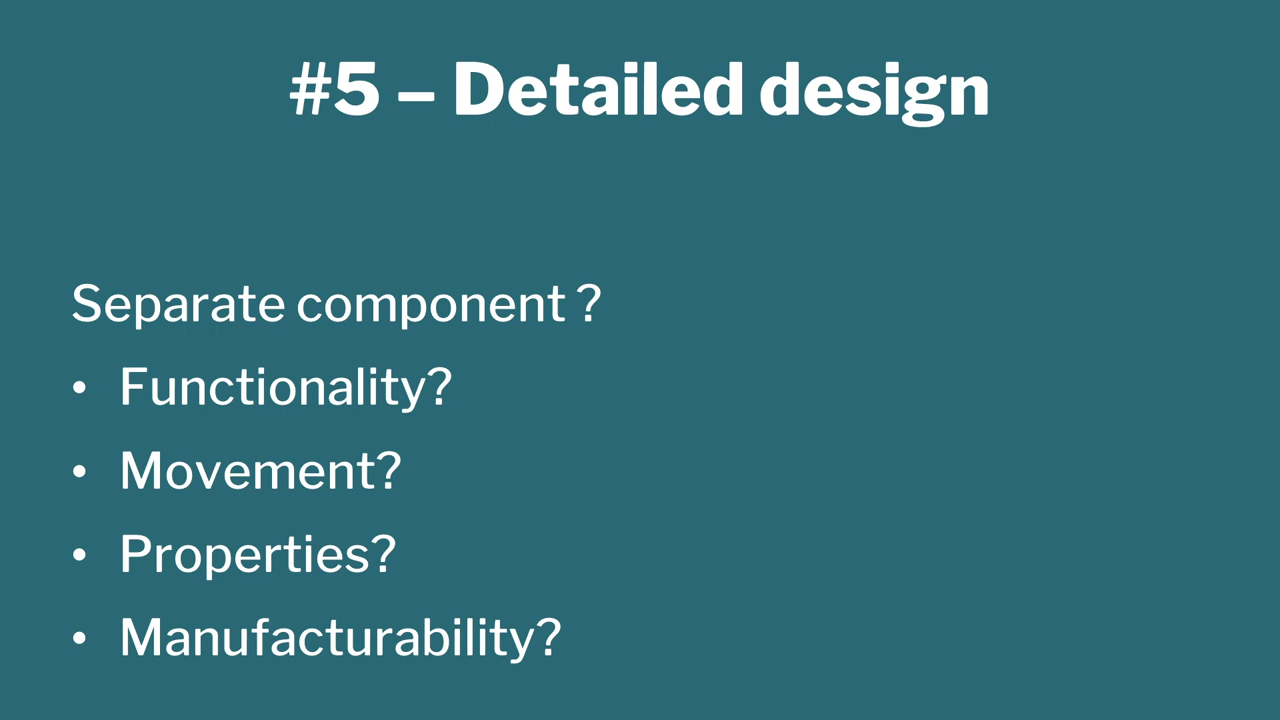 #5 – Detailed design
Separate component ?
• Functionality?
• Movement?
• Properties?
• Manufacturability?